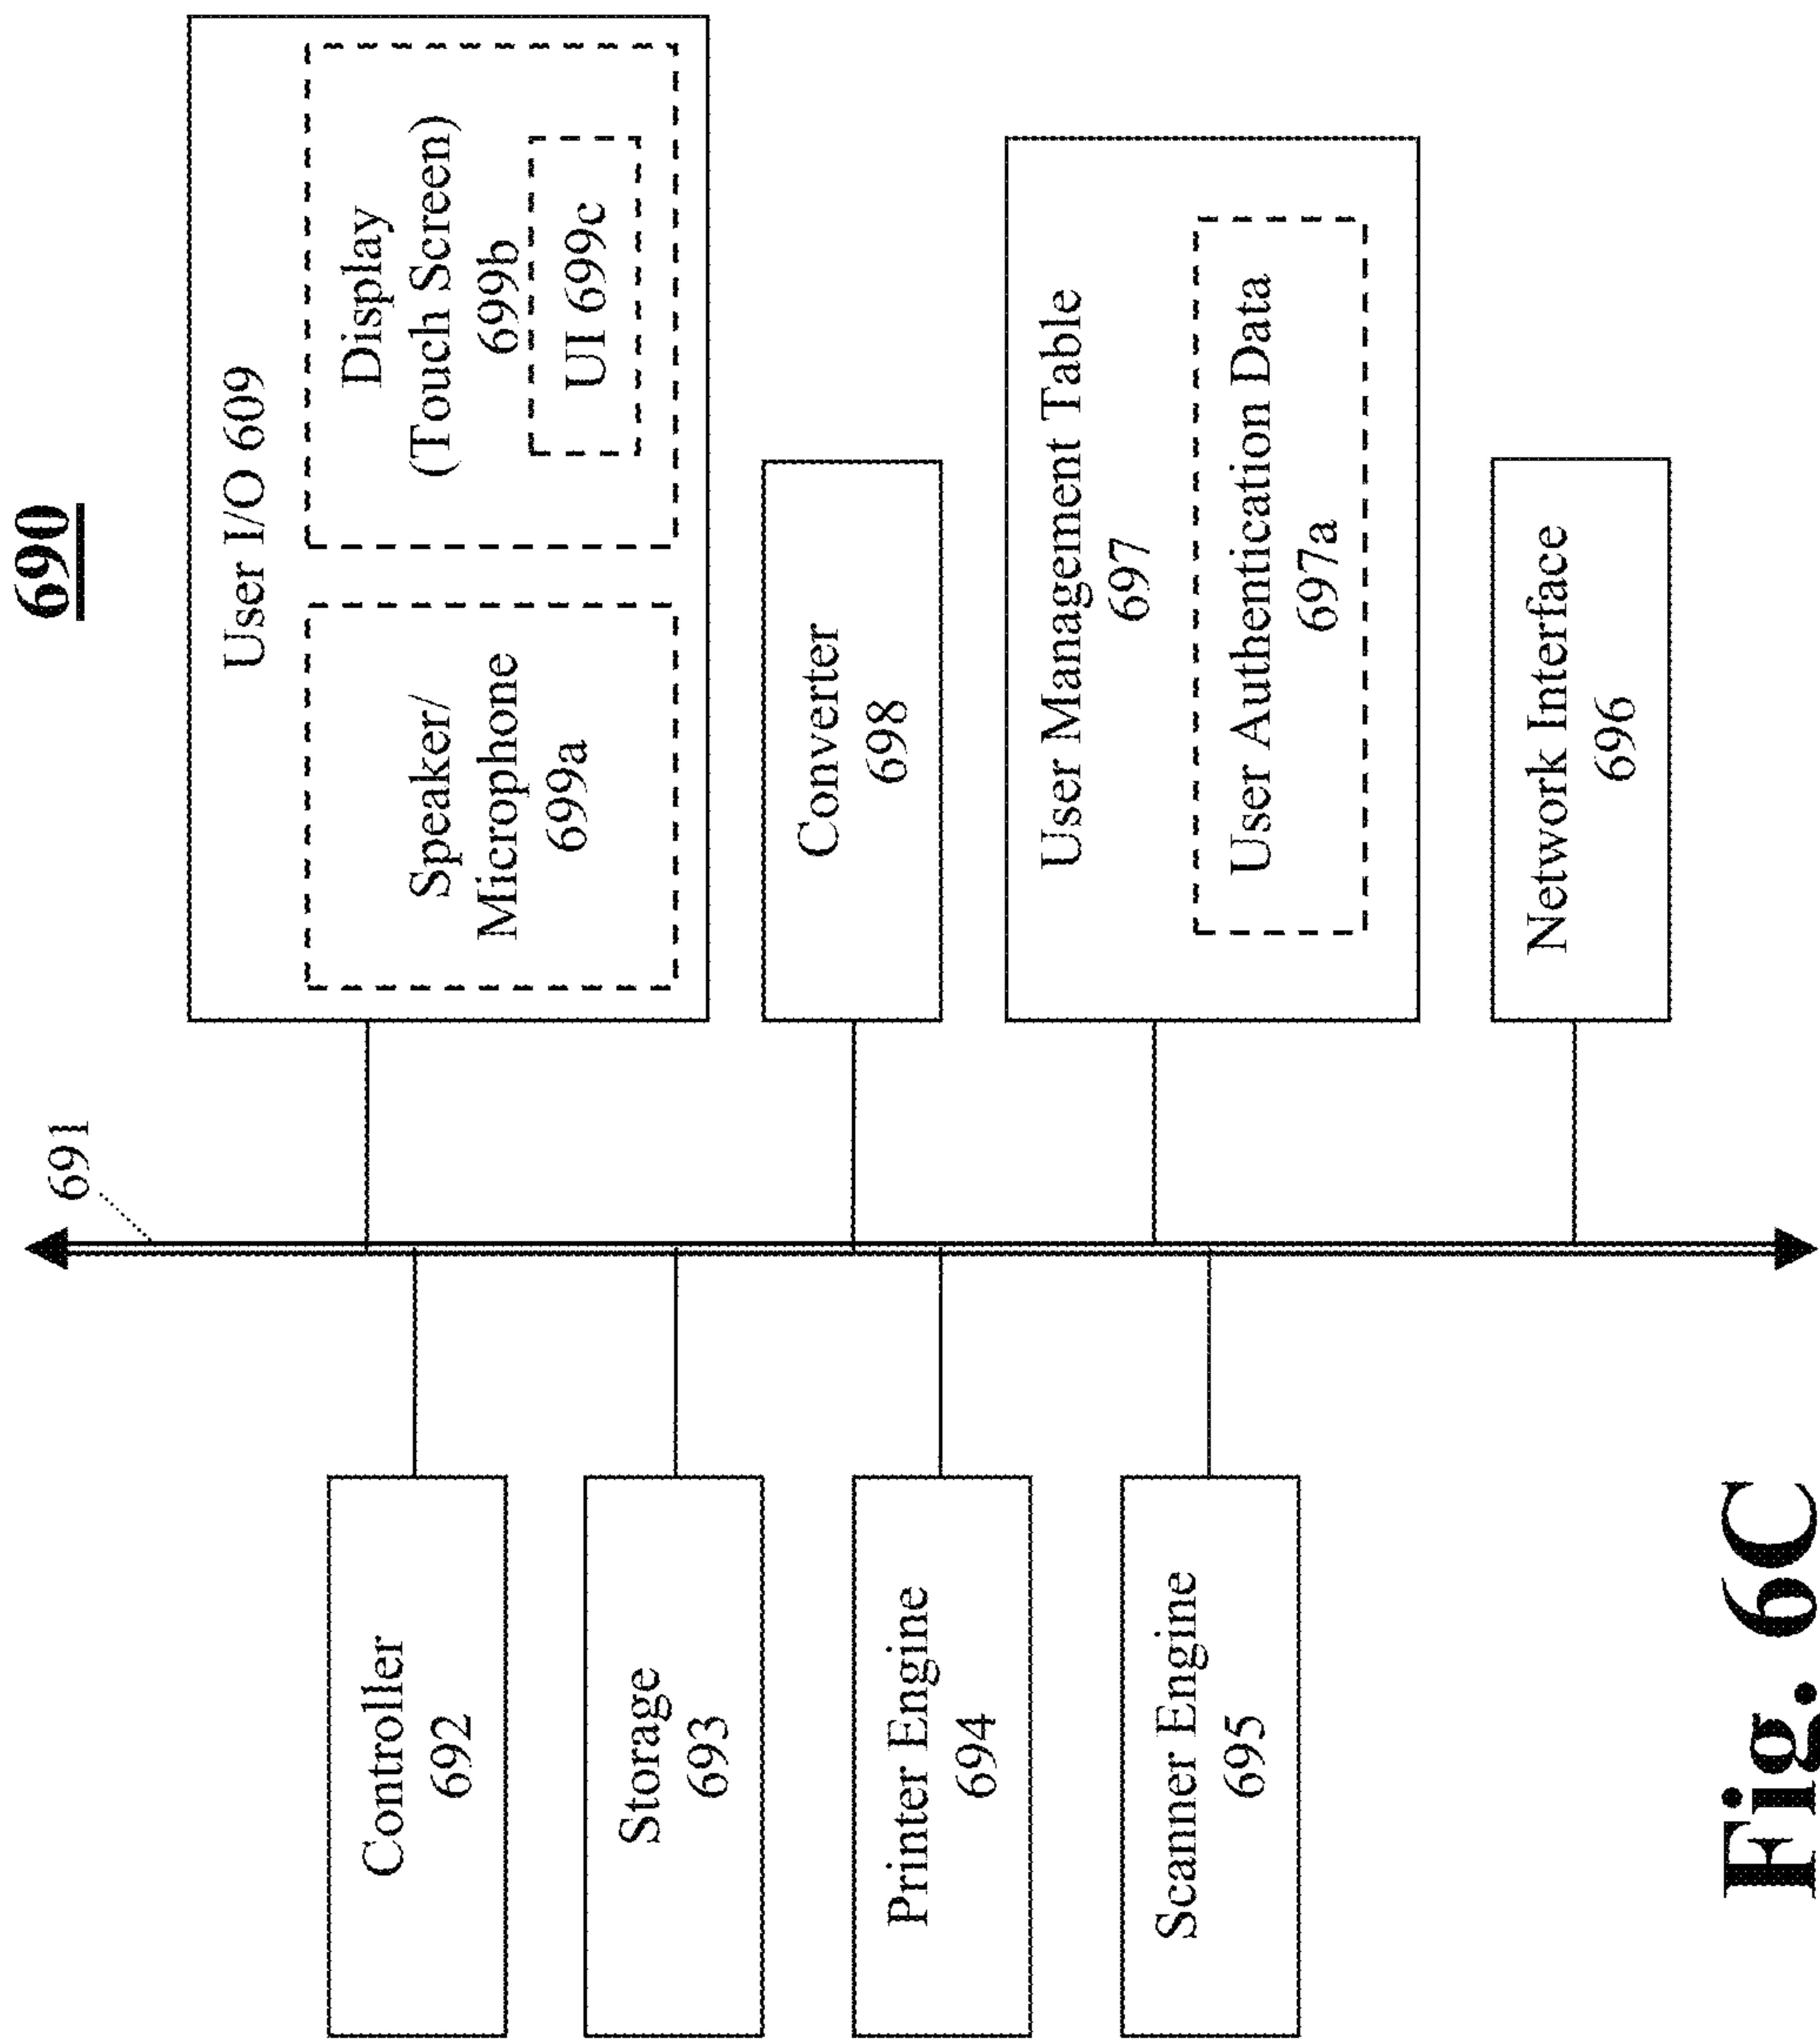 690
691
User I/O 609
Speaker/
Microphone
699a
Display
(Touch Screen)
699b
UI 699c
Controller
692
Storage
693
Converter
698
Printer Engine
694
User Management Table
697
User Authentication Data
697a
Scanner Engine
695
Network Interface
696
Fig. 6C